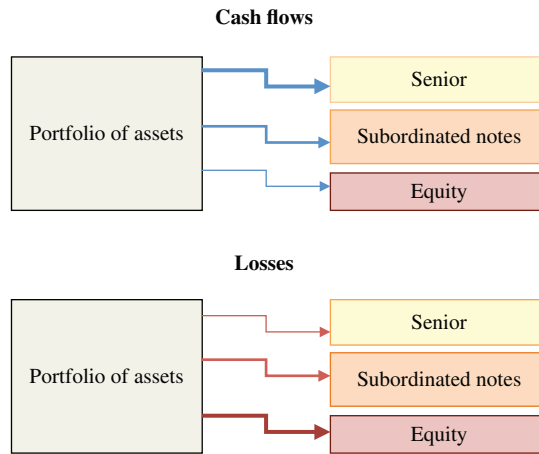 Cash flows
Portfolio of assets
Senior
Subordinated notes
Equity
Losses
Portfolio of assets
Senior
Subordinated notes
Equity